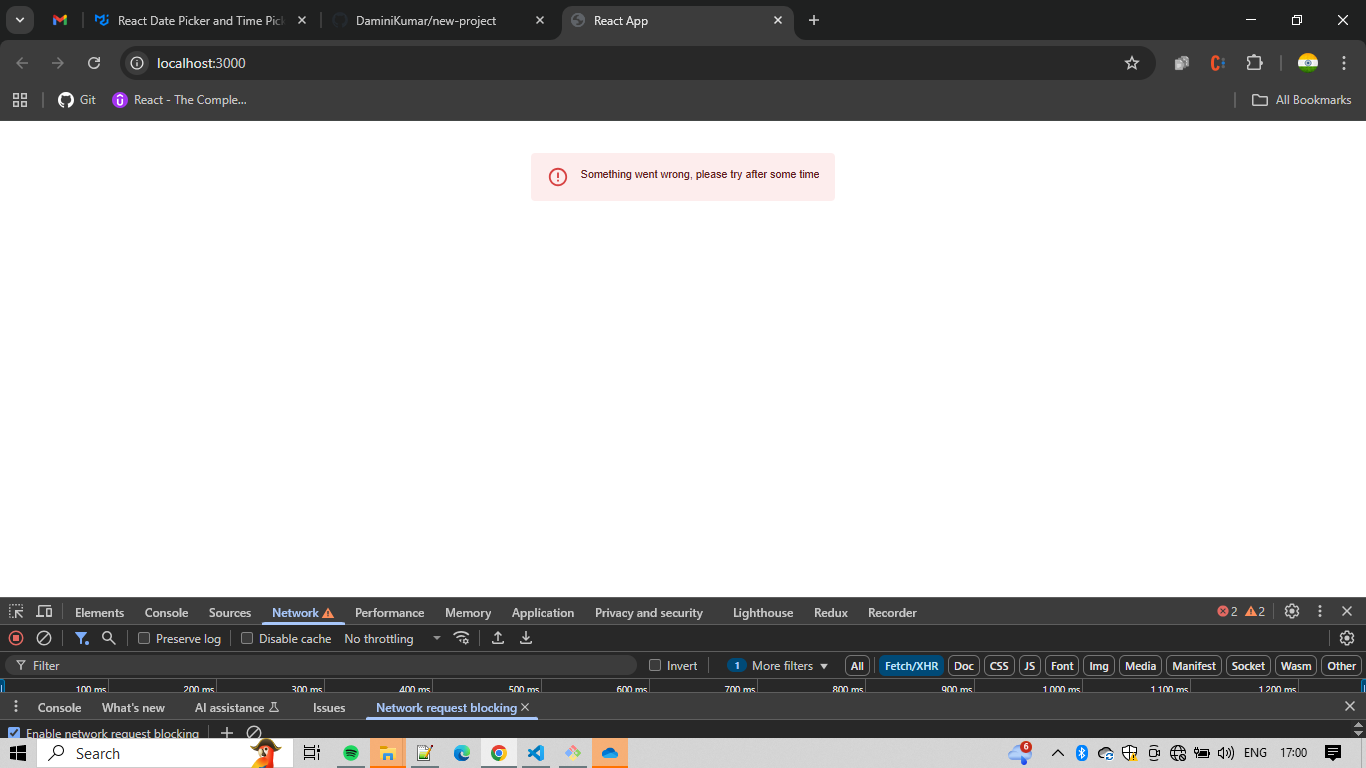 React Date Picker and Time Pick
DaminiKumar/new-project
React App
localhost:3000
Git
React - The Comple...
All Bookmarks
Something went wrong, please try after some time
Elements
Console
Sources
Network
Performance
Memory
Application
Privacy and security
Lighthouse
Redux
Recorder
2
2
Preserve log
Disable cache
No throttling
Filter
Invert
1
More filters
All
Fetch/XHR
Doc
CSS
JS
Font
Img
Media
Manifest
Socket
Wasm
Other
100 ms
200 ms
300 ms
400 ms
500 ms
600 ms
700 ms
800 ms
900 ms
1,000 ms
1,100 ms
1,200 ms
Console
What's new
AI assistance
Issues
Network request blocking
Enable network request blocking
Search
6
ENG
17:00